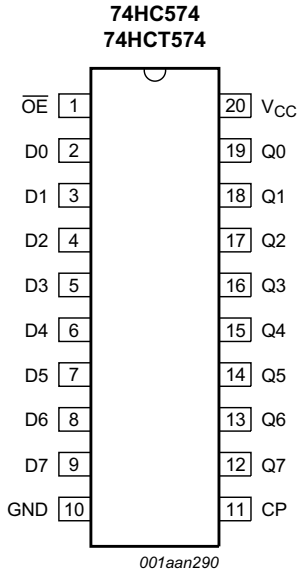 74HC574
74HCT574
OE 1 20 VCC
D0 2 19 Q0
D1 3 18 Q1
D2 4 17 Q2
D3 5 16 Q3
D4 6 15 Q4
D5 7 14 Q5
D6 8 13 Q6
D7 9 12 Q7
GND 10 11 CP
001aan290